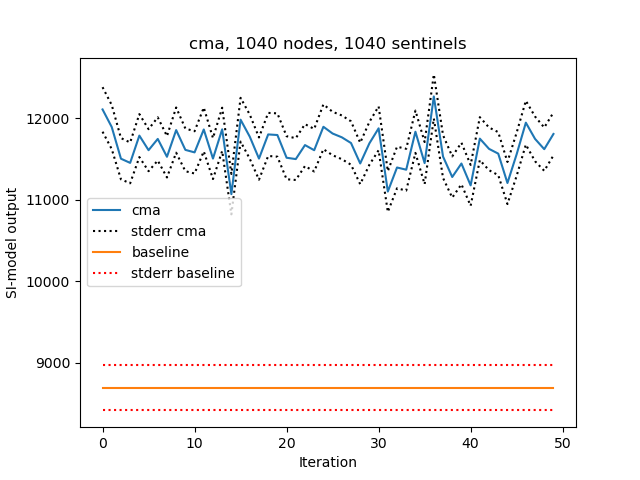 cma, 1040 nodes, 1040 sentinels
12000
11000
10000
9000
SI-model output
cma
stderr cma
baseline
stderr baseline
0
10
20
30
40
50
Iteration